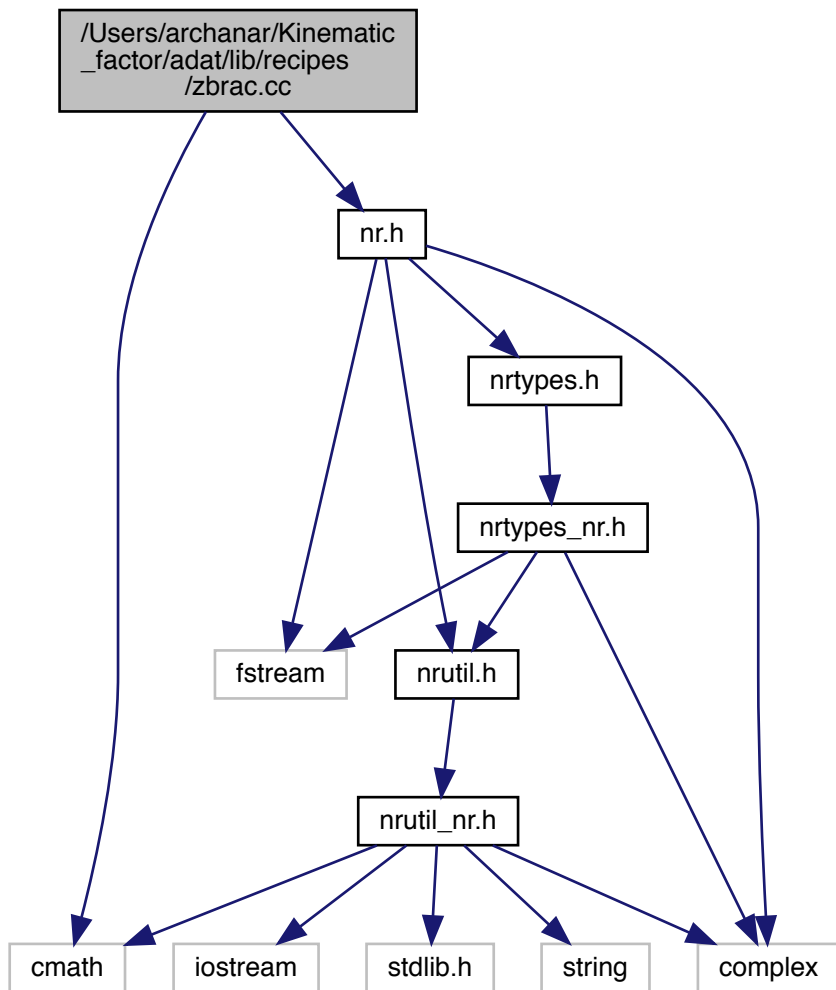 /Users/archanar/Kinematic
_factor/adat/lib/recipes
/zbrac.cc
nr.h
nrtypes.h
nrtypes_nr.h
fstream
nrutil.h
nrutil_nr.h
cmath
iostream
stdlib.h
string
complex